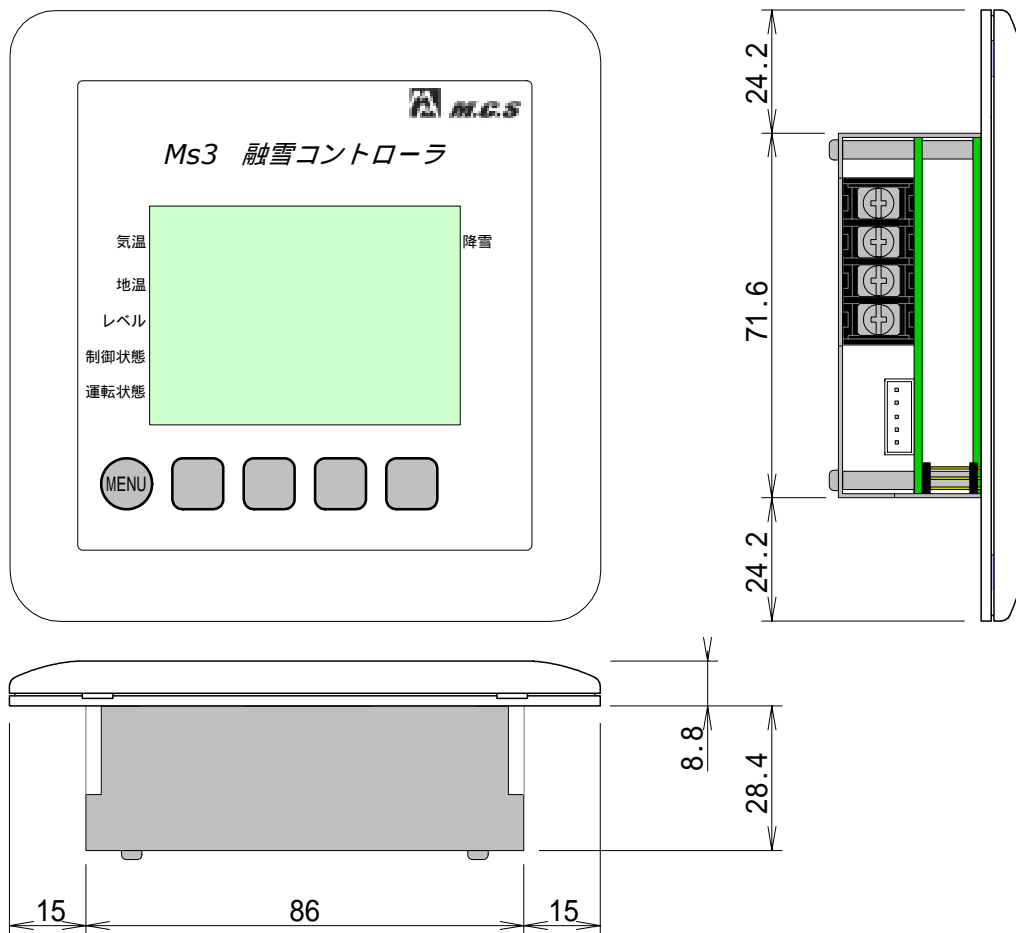 M.C.S
Ms3 融雪コントローラ
気温
降雪
地温
レベル
制御状態
運転状態
MENU
24.2
71.6
24.2
8.8
28.4
15
86
15